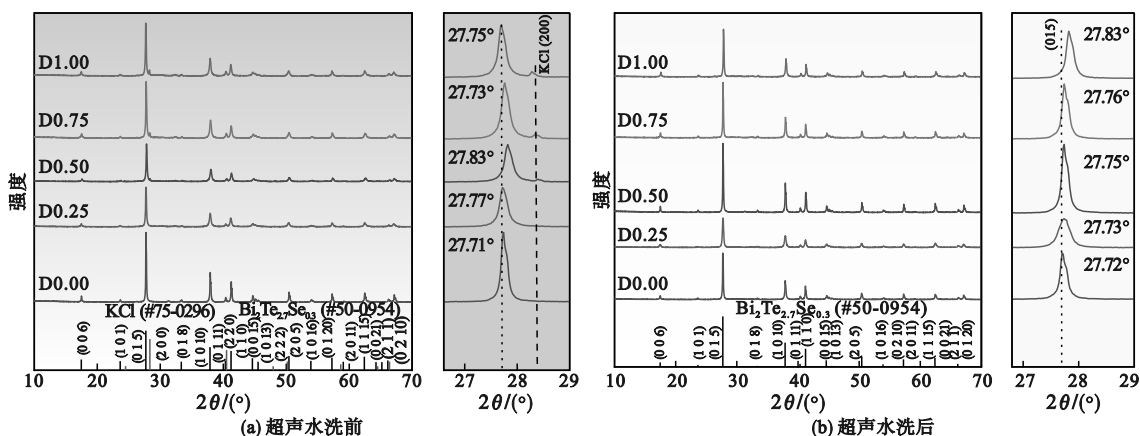 强度
D1.00
D0.75
D0.50
D0.25
D0.00
KCl (#75-0296)
Bi₂Te₂.₇Se₀.₃ (#50-0954)
(0 0 6)
(1 0 1)
(0 1 5)
(2 0 0)
(0 1 8)
(1 0 10)
(0 1 11)
(2 2 0)
(1 1 0)
(0 0 15)
(1 0 13)
(2 2 2)
(2 0 5)
(1 0 16)
(0 1 20)
(2 0 11)
(1 1 15)
(0 0 21)
(2 1 1)
(0 2 10)
10 20 30 40 50 60 70
2θ/(°)
27.75°
27.73°
27.83°
27.77°
27.71°
KCl (200)
27 28 29
2θ/(°)
(a) 超声水洗前
强度
D1.00
D0.75
D0.50
D0.25
D0.00
Bi₂Te₂.₇Se₀.₃ (#50-0954)
(0 0 6)
(1 0 1)
(0 1 5)
(0 1 8)
(1 0 10)
(0 1 11)
(1 1 0)
(0 0 15)
(1 0 13)
(2 0 5)
(1 0 16)
(0 2 10)
(2 0 11)
(1 1 15)
(0 0 21)
(2 1 1)
(0 1 20)
10 20 30 40 50 60 70
2θ/(°)
(015)
27.83°
27.76°
27.75°
27.73°
27.72°
27 28 29
2θ/(°)
(b) 超声水洗后